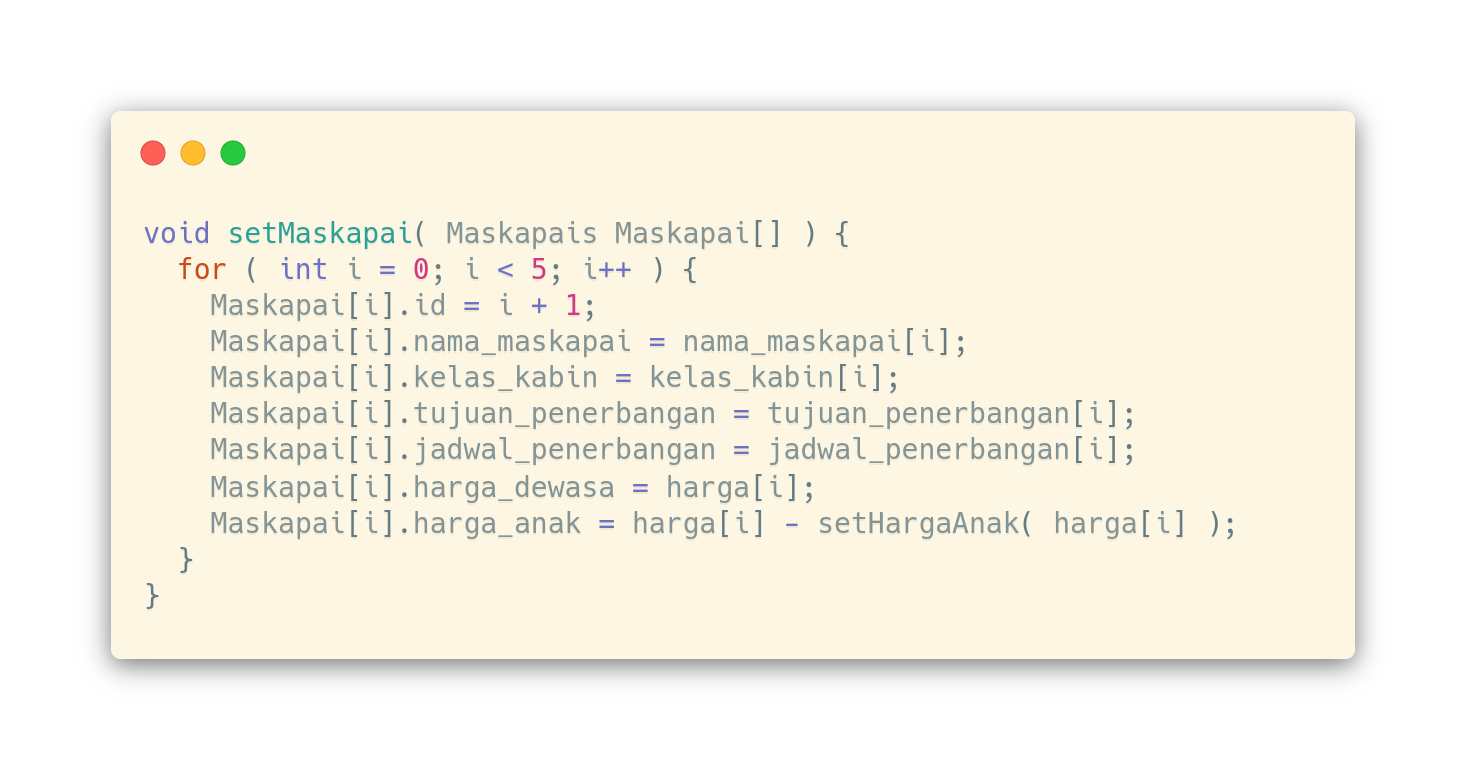 void setMaskapai( Maskapais Maskapai[] ) {
  for ( int i = 0; i < 5; i++ ) {
    Maskapai[i].id = i + 1;
    Maskapai[i].nama_maskapai = nama_maskapai[i];
    Maskapai[i].kelas_kabin = kelas_kabin[i];
    Maskapai[i].tujuan_penerbangan = tujuan_penerbangan[i];
    Maskapai[i].jadwal_penerbangan = jadwal_penerbangan[i];
    Maskapai[i].harga_dewasa = harga[i];
    Maskapai[i].harga_anak = harga[i] - setHargaAnak( harga[i] );
  }
}